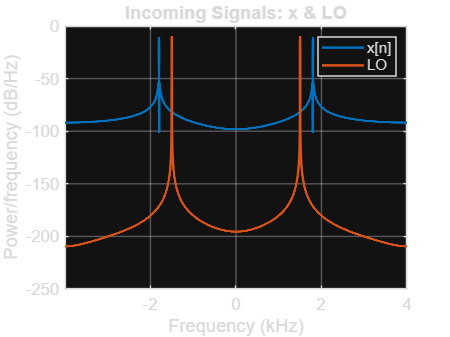 Incoming Signals: x & LO
Power/frequency (dB/Hz)
0
-50
-100
-150
-200
-250
x[n]
LO
-2
0
2
4
Frequency (kHz)